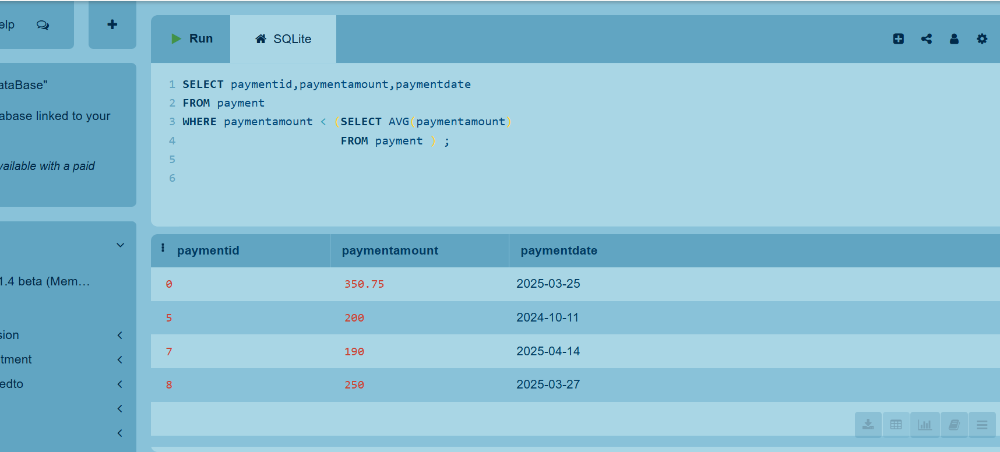 elp
Run
SQLite
ataBase"
abase linked to your
vailable with a paid
1.4 beta (Mem...
sion
tment
edto
1 SELECT paymentid,paymentamount,paymentdate
2 FROM payment
3 WHERE paymentamount < (SELECT AVG(paymentamount)
4 FROM payment ) ;
5
6
paymentid paymentamount paymentdate
0 350.75 2025-03-25
5 200 2024-10-11
7 190 2025-04-14
8 250 2025-03-27